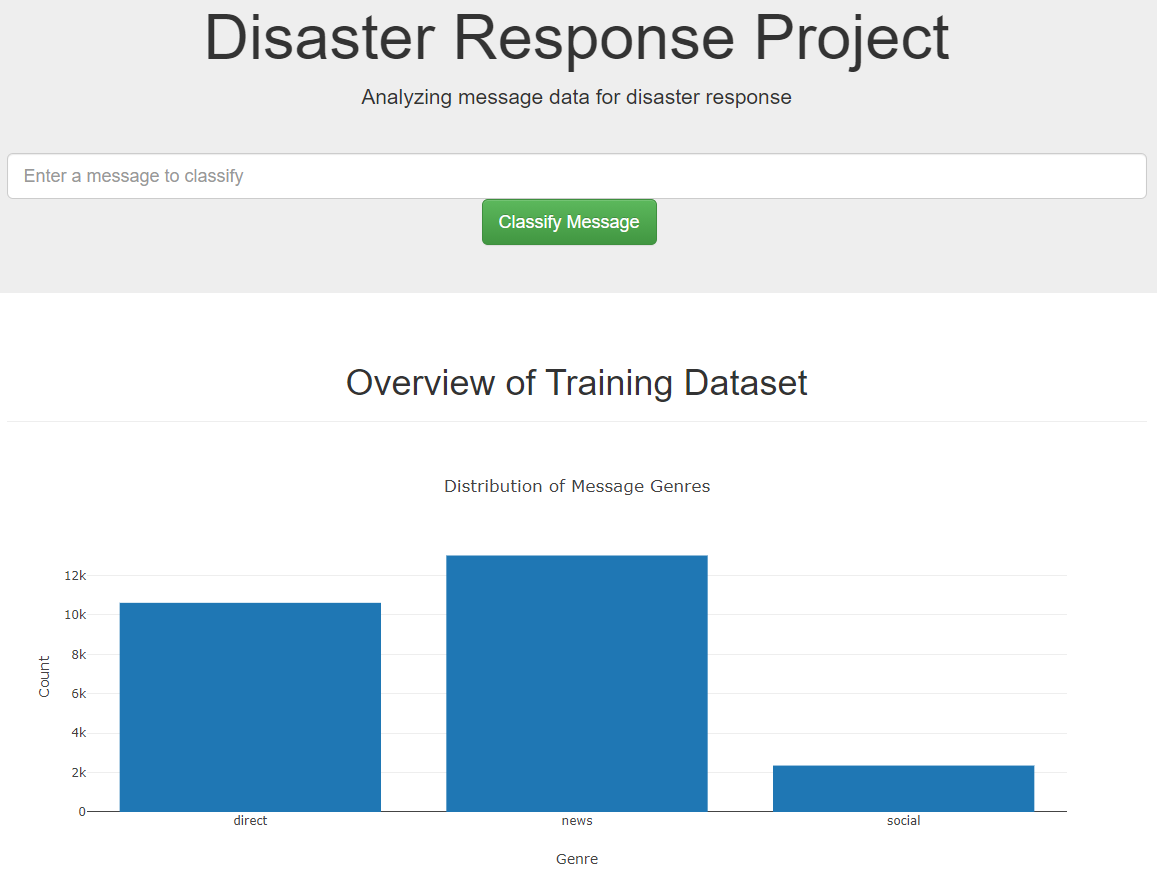 Disaster Response Project
Analyzing message data for disaster response
Enter a message to classify
Classify Message
Overview of Training Dataset
Distribution of Message Genres
12k
10k
8k
6k
4k
2k
0
Count
direct news social
Genre